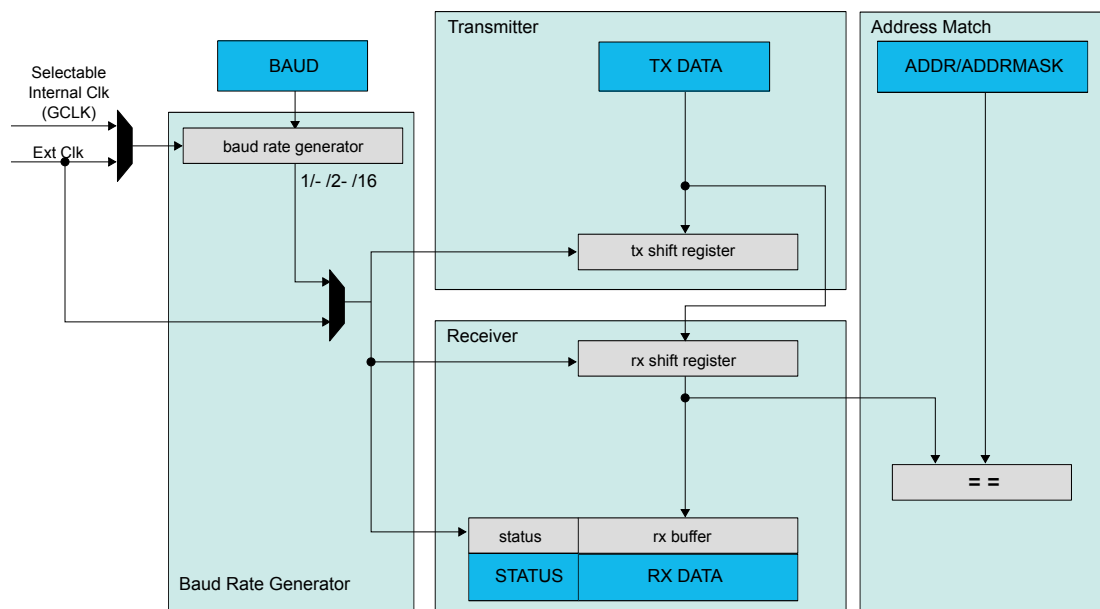 Transmitter
Address Match
BAUD
TX DATA
ADDR/ADDRMASK
Selectable
Internal Clk
(GCLK)
baud rate generator
Ext Clk
1/- /2- /16
tx shift register
Receiver
rx shift register
= =
status
rx buffer
STATUS
RX DATA
Baud Rate Generator